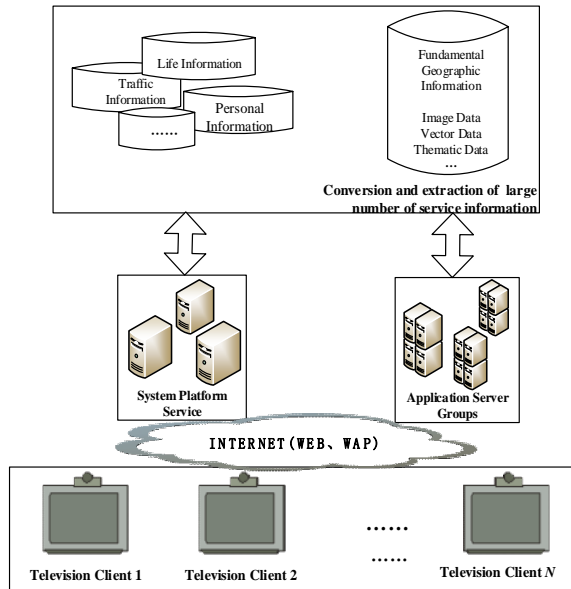 Life Information
Traffic
Information
Personal
Information
……
Fundamental
Geographic
Information
Image Data
Vector Data
Thematic Data
...
Conversion and extraction of large
number of service information
System Platform
Service
Application Server
Groups
INTERNET(WEB、WAP)
……
……
Television Client 1
Television Client 2
Television Client N